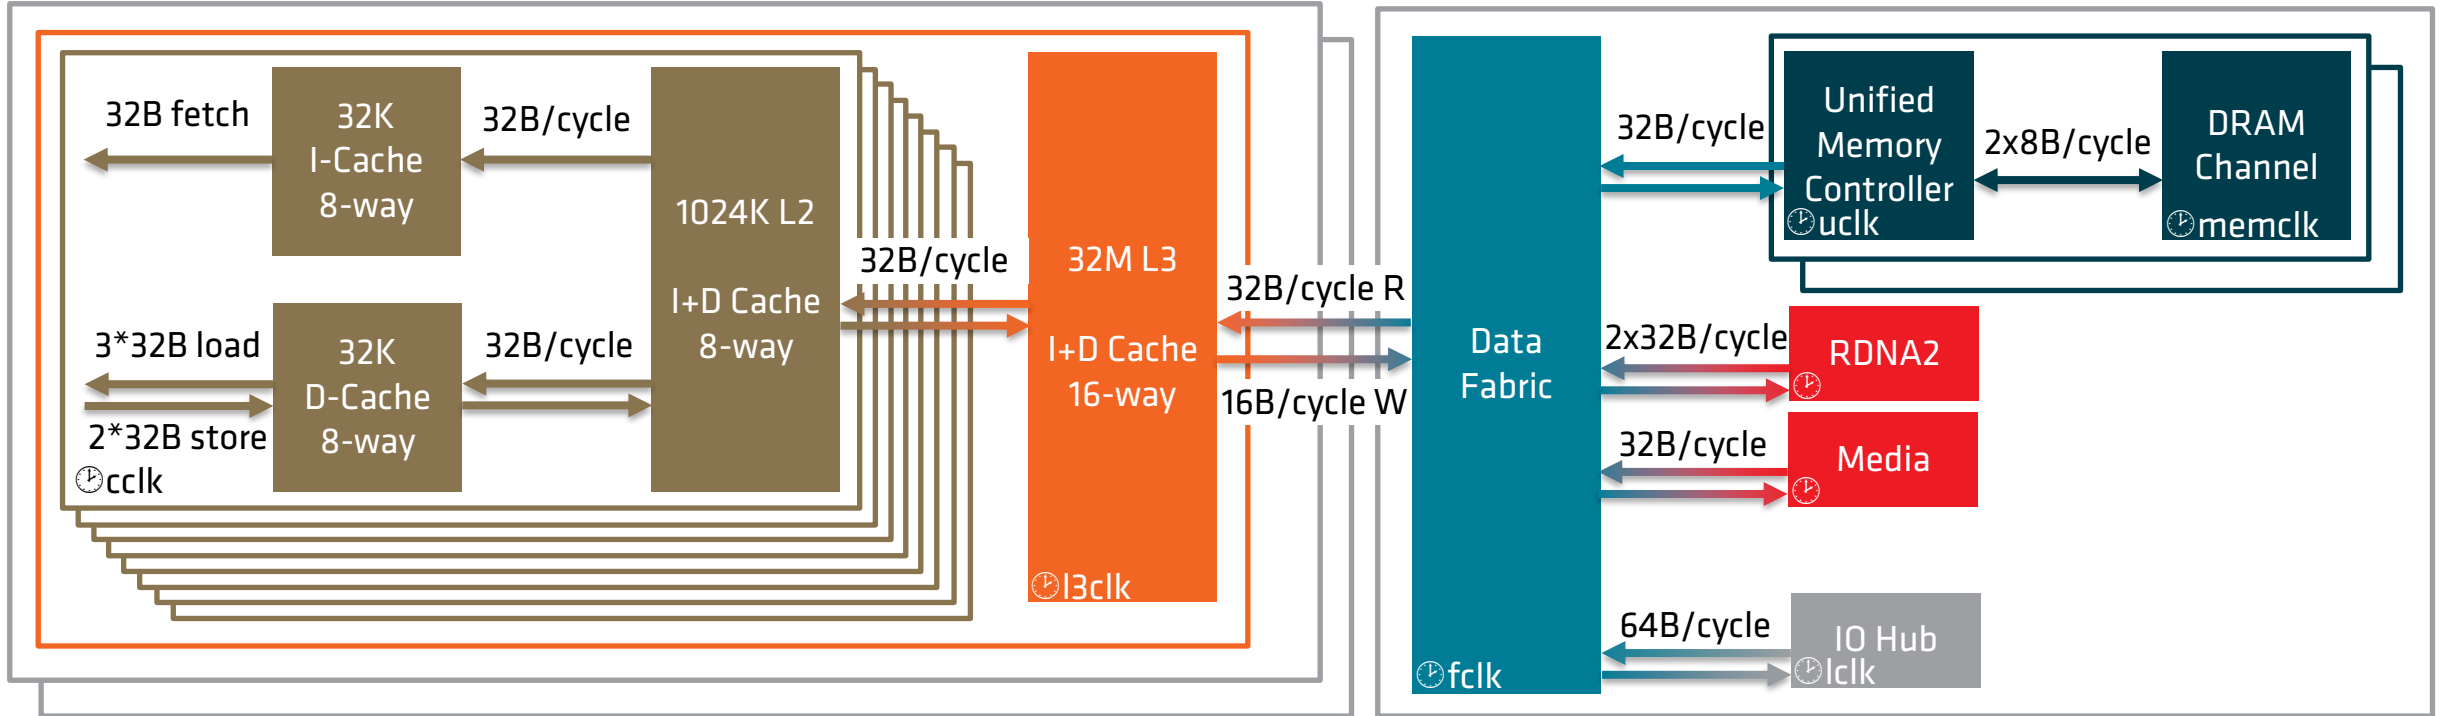 32B fetch
32K
I-Cache
8-way
32B/cycle
3*32B load
2*32B store
cclk
32K
D-Cache
8-way
32B/cycle
1024K L2
I+D Cache
8-way
32B/cycle
32M L3
I+D Cache
16-way
l3clk
32B/cycle R
16B/cycle W
Data
Fabric
fclk
32B/cycle
Unified
Memory
Controller
uclk
2x8B/cycle
DRAM
Channel
memclk
2x32B/cycle
RDNA2
32B/cycle
Media
64B/cycle
IO Hub
lclk